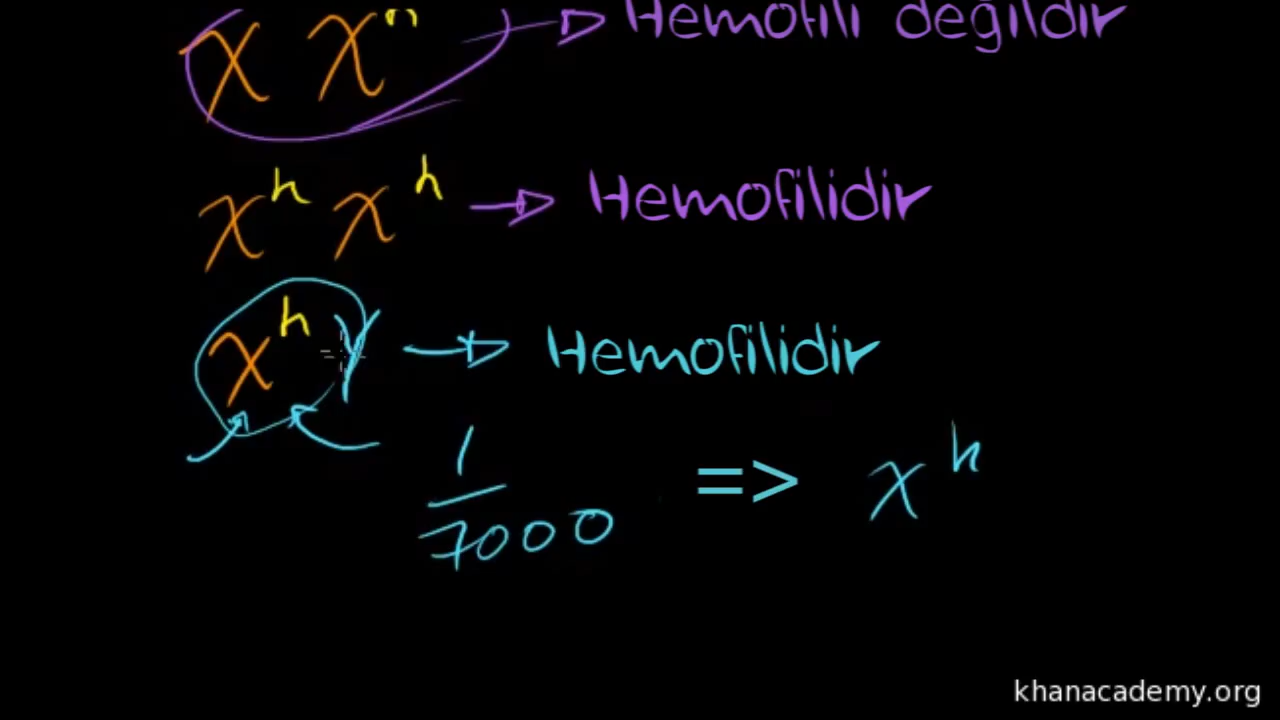 X X^h → Hemofili değildir
X^h X^h → Hemofilidir
X^h Y → Hemofilidir
1/7000 => X^h
khanacademy.org